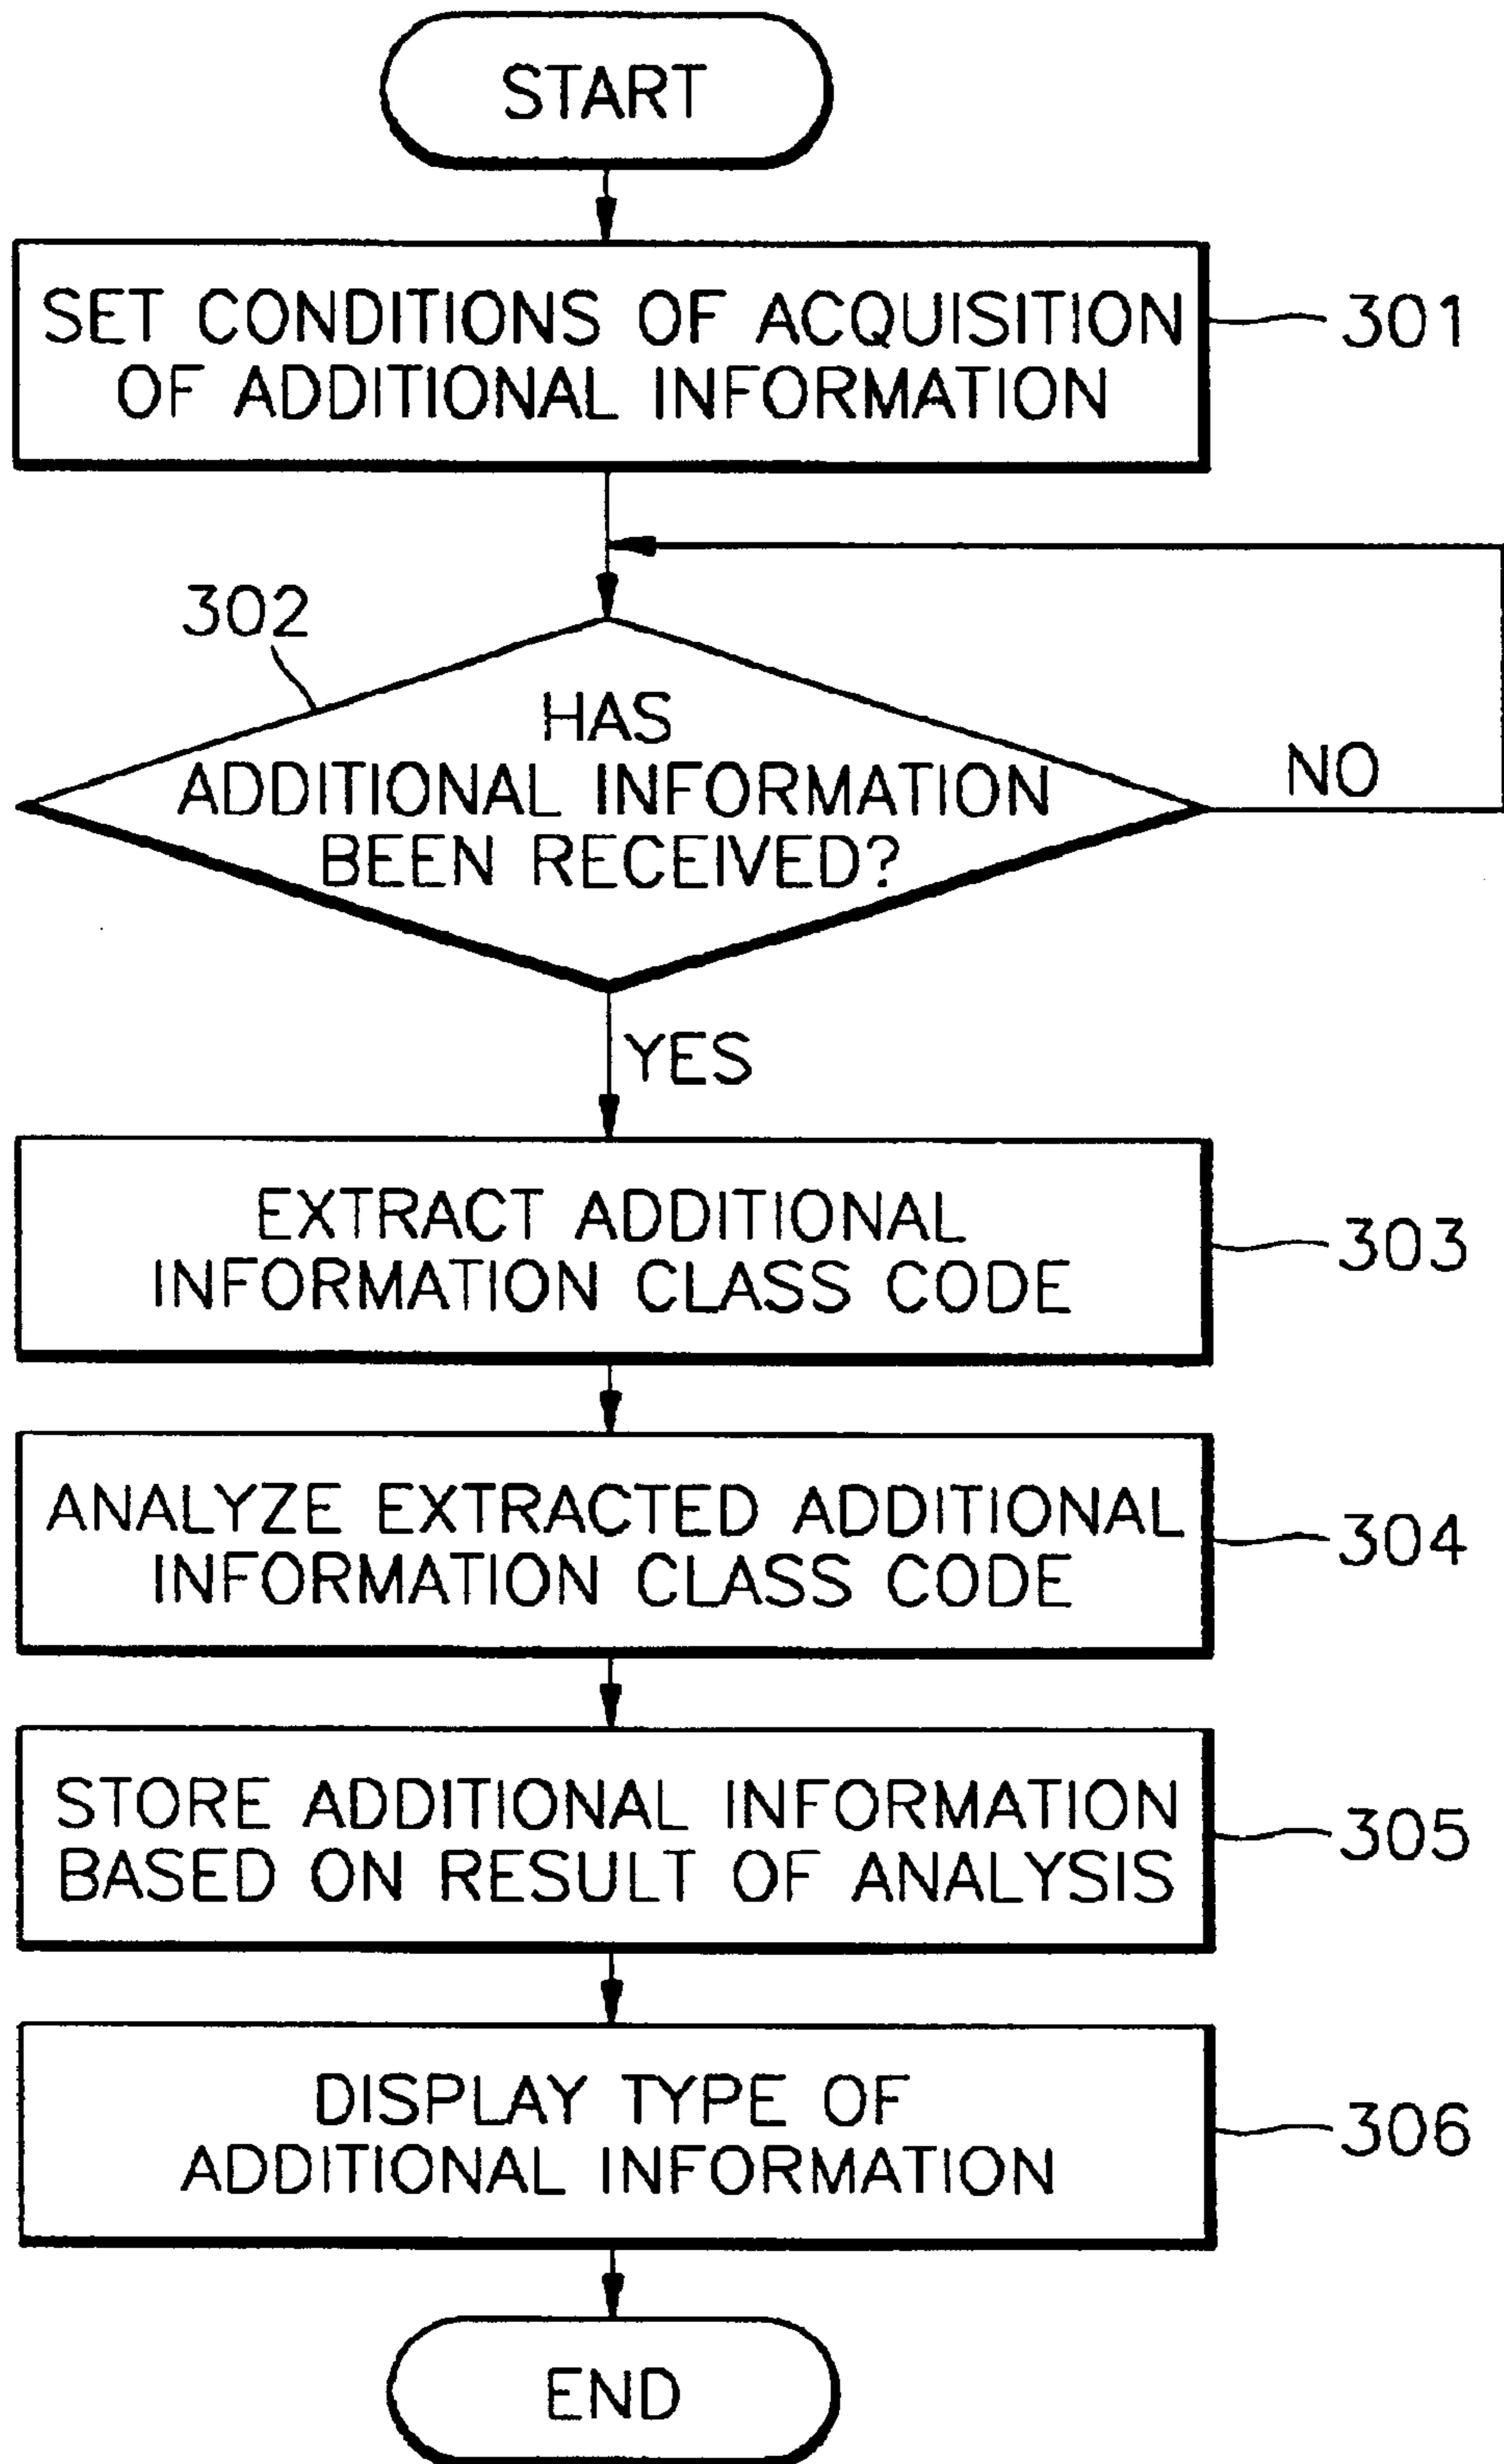 START
SET CONDITIONS OF ACQUISITION
OF ADDITIONAL INFORMATION
301
302
HAS
ADDITIONAL INFORMATION
BEEN RECEIVED?
NO
YES
EXTRACT ADDITIONAL
INFORMATION CLASS CODE
303
ANALYZE EXTRACTED ADDITIONAL
INFORMATION CLASS CODE
304
STORE ADDITIONAL INFORMATION
BASED ON RESULT OF ANALYSIS
305
DISPLAY TYPE OF
ADDITIONAL INFORMATION
306
END